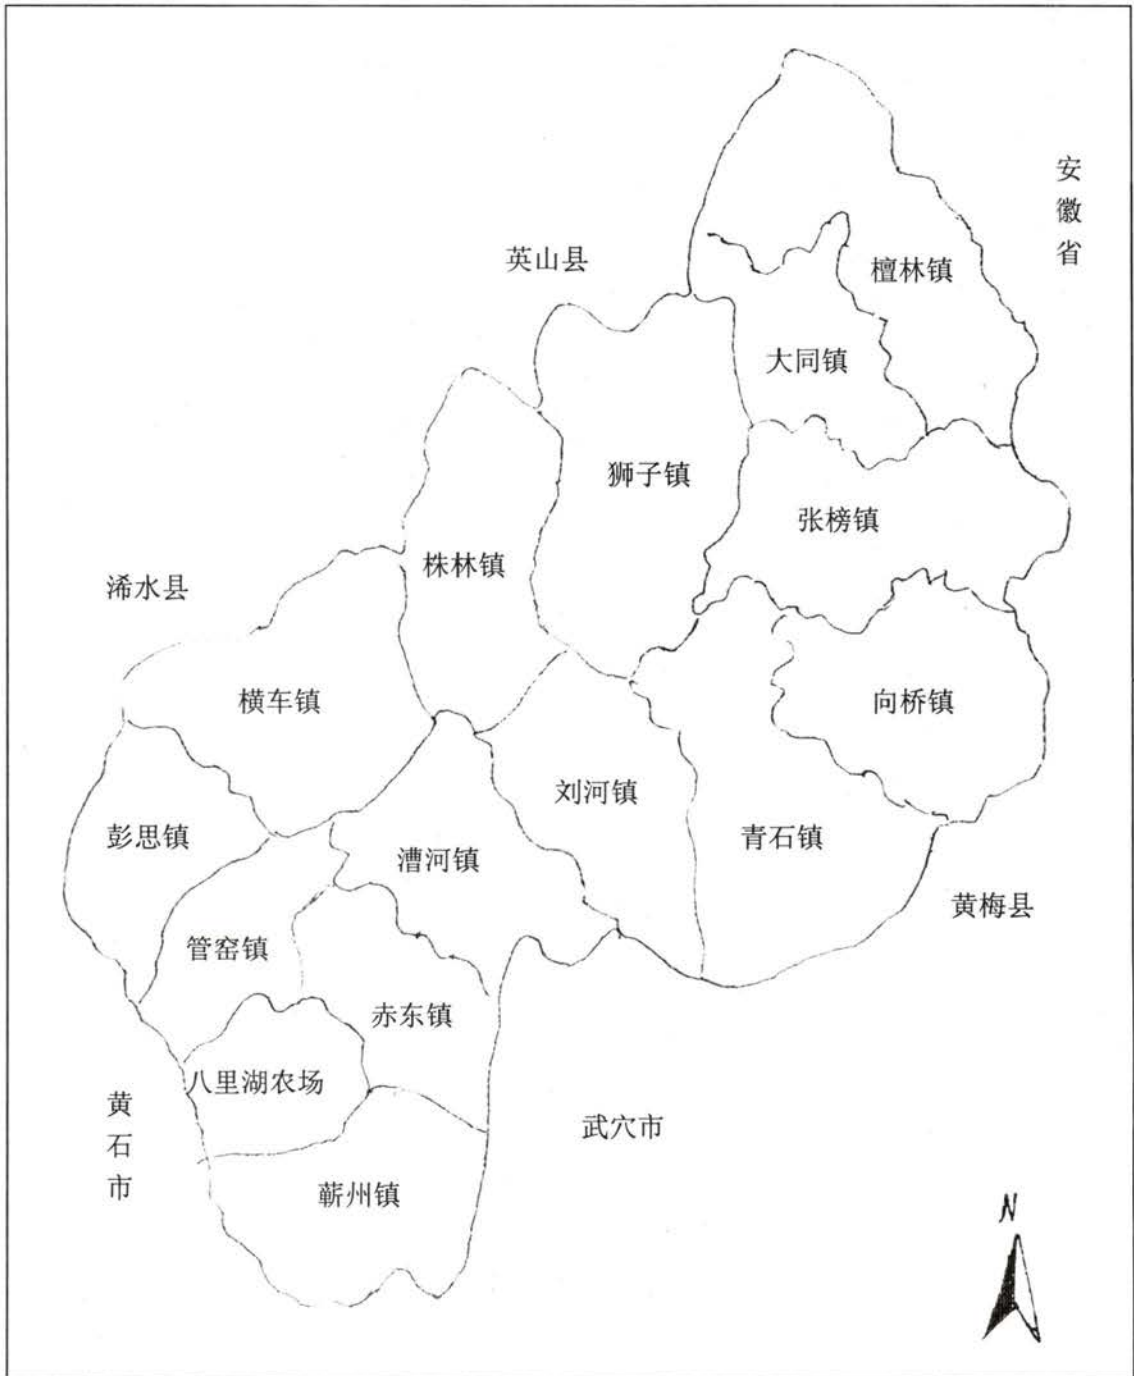 安徽省
英山县
檀林镇
大同镇
狮子镇
张榜镇
株林镇
浠水县
横车镇
向桥镇
刘河镇
彭思镇
青石镇
漕河镇
黄梅县
管窑镇
赤东镇
八里湖农场
黄石市
武穴市
蕲州镇
N